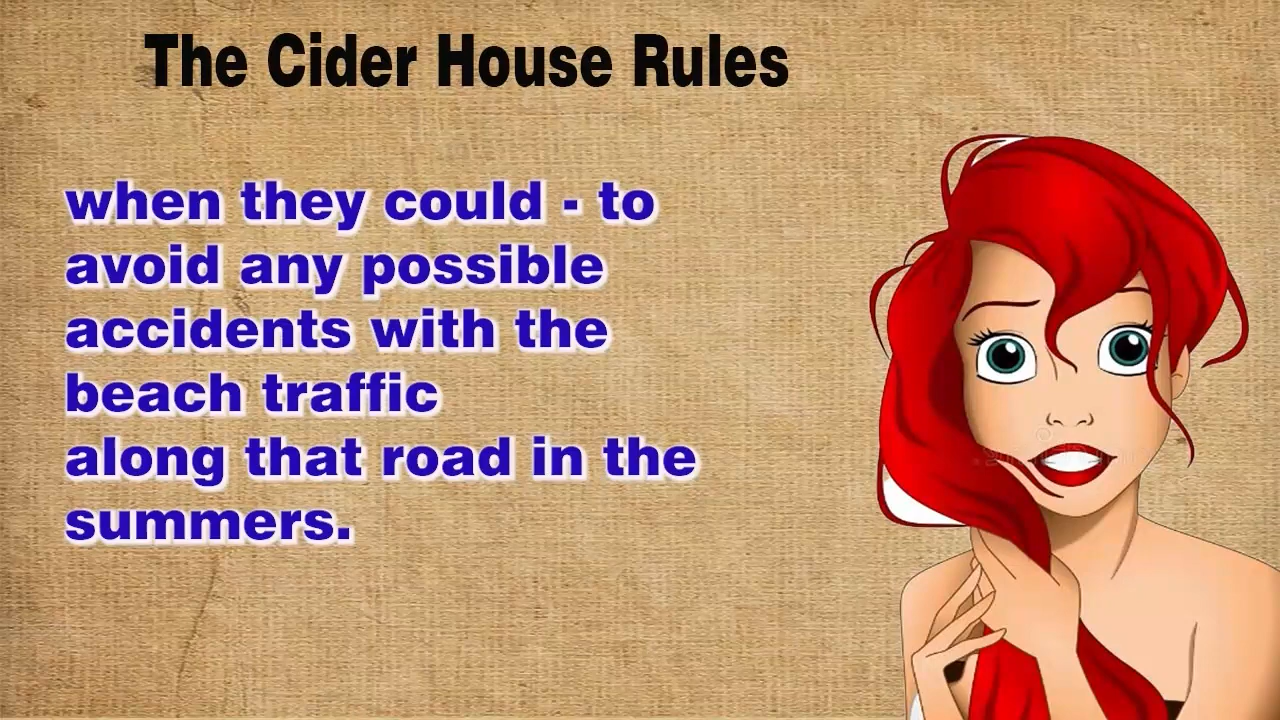 The Cider House Rules
when they could - to
avoid any possible
accidents with the
beach traffic
along that road in the
summers.